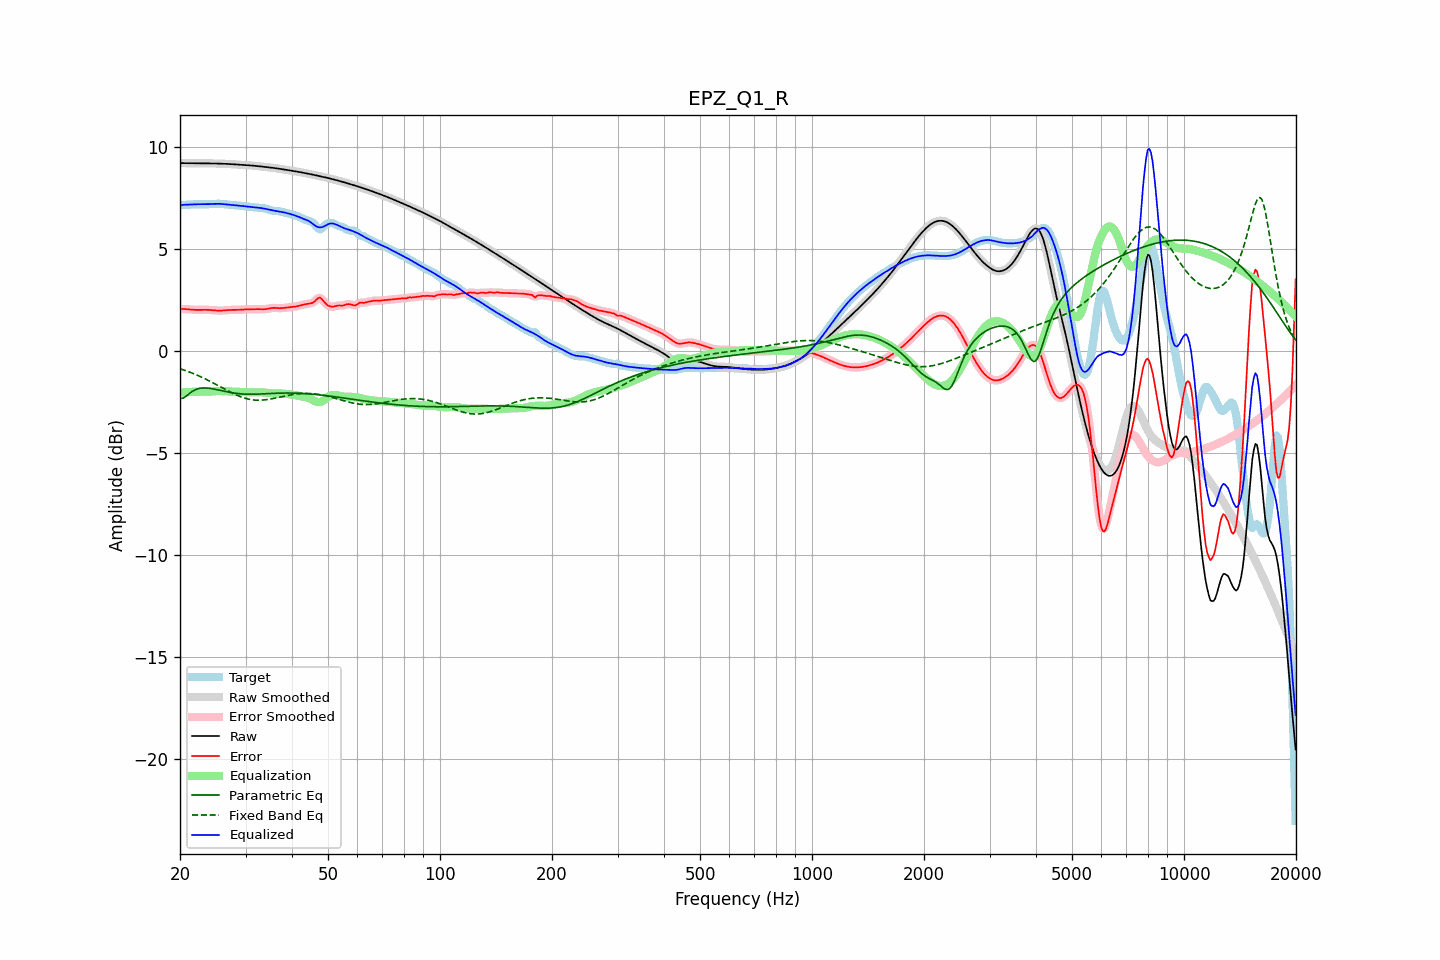 EPZ_Q1_R
Amplitude (dBr)
10
5
0
−5
−10
−15
−20
Target
Raw Smoothed
Error Smoothed
Raw
Error
Equalization
Parametric Eq
Fixed Band Eq
Equalized
20 50 100 200 500 1000 2000 5000 10000 20000
Frequency (Hz)